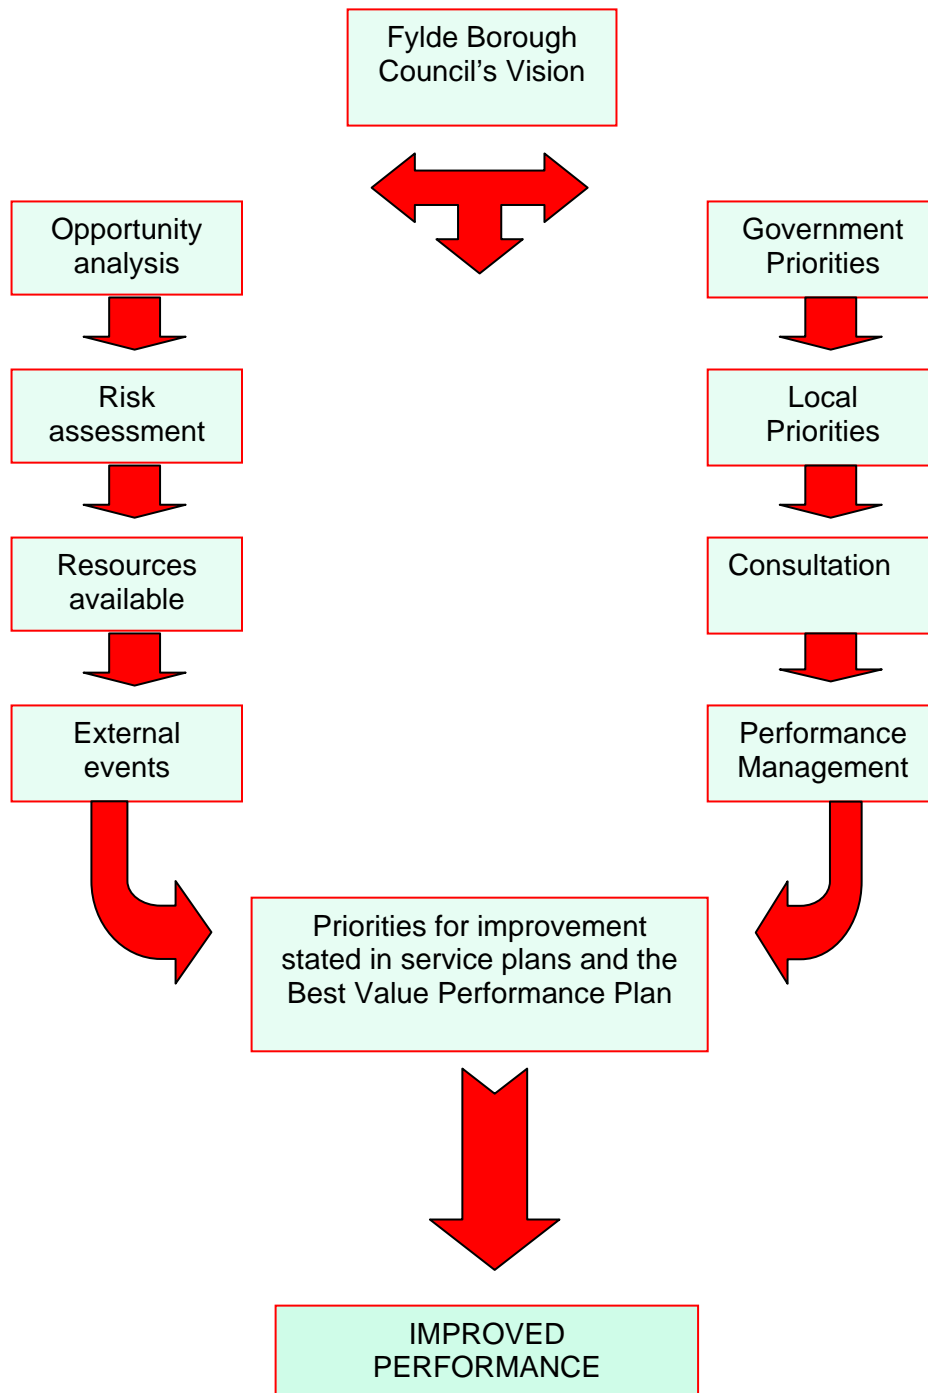 Fylde Borough
Council’s Vision
Opportunity
analysis
Government
Priorities
Risk
assessment
Local
Priorities
Resources
available
Consultation
External
events
Performance
Management
Priorities for improvement
stated in service plans and the
Best Value Performance Plan
IMPROVED
PERFORMANCE